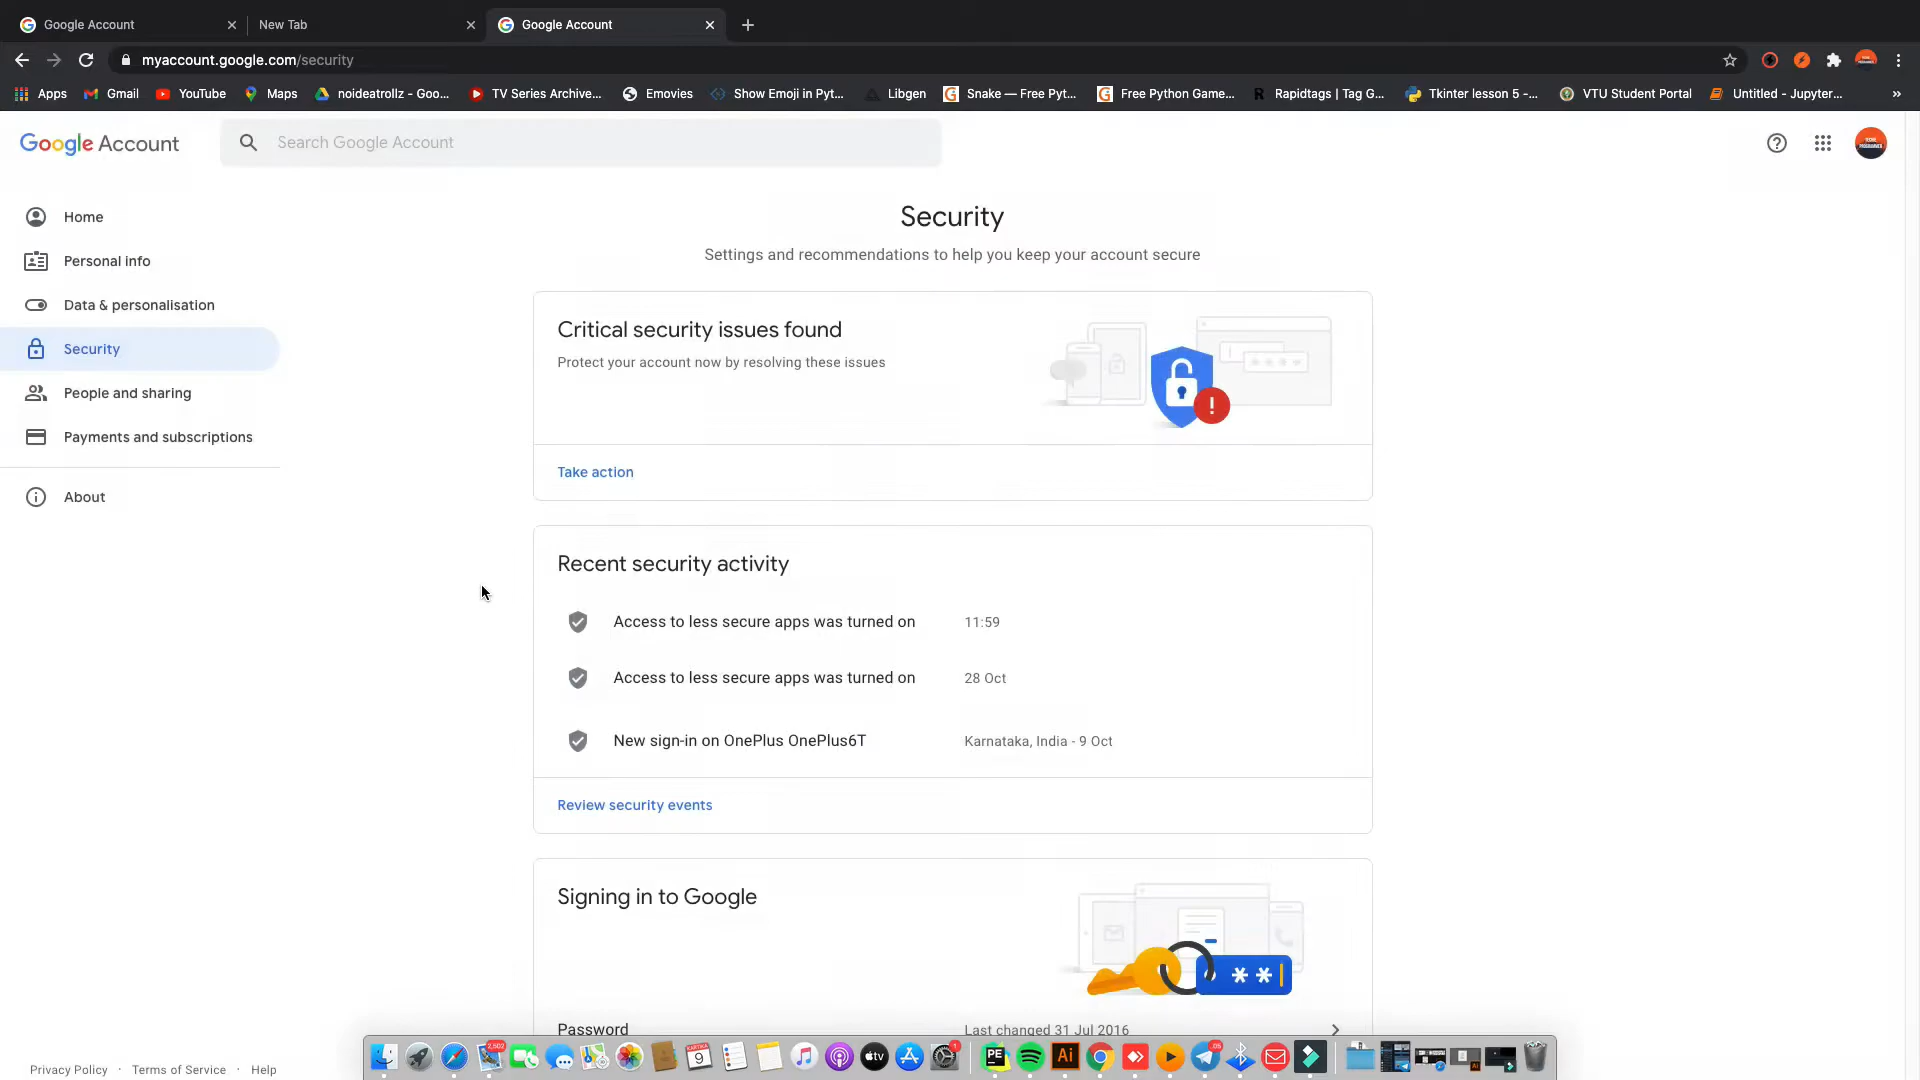 Google Account
New Tab
Google Account
myaccount.google.com/security
Apps
Gmail
YouTube
Maps
noideatrollz - Goo...
TV Series Archive...
Emovies
Show Emoji in Pyt...
Libgen
Snake — Free Pyt...
Free Python Game...
Rapidtags | Tag G...
Tkinter lesson 5 -...
VTU Student Portal
Untitled - Jupyter...
»
Google Account
Search Google Account
Home
Personal info
Data & personalisation
Security
People and sharing
Payments and subscriptions
About
Security
Settings and recommendations to help you keep your account secure
Critical security issues found
Protect your account now by resolving these issues
Take action
Recent security activity
Access to less secure apps was turned on 11:59
Access to less secure apps was turned on 28 Oct
New sign-in on OnePlus OnePlus6T Karnataka, India - 9 Oct
Review security events
Signing in to Google
Password Last changed 31 Jul 2016
Privacy Policy · Terms of Service · Help
2,502
9
tv
1
PE
Ai